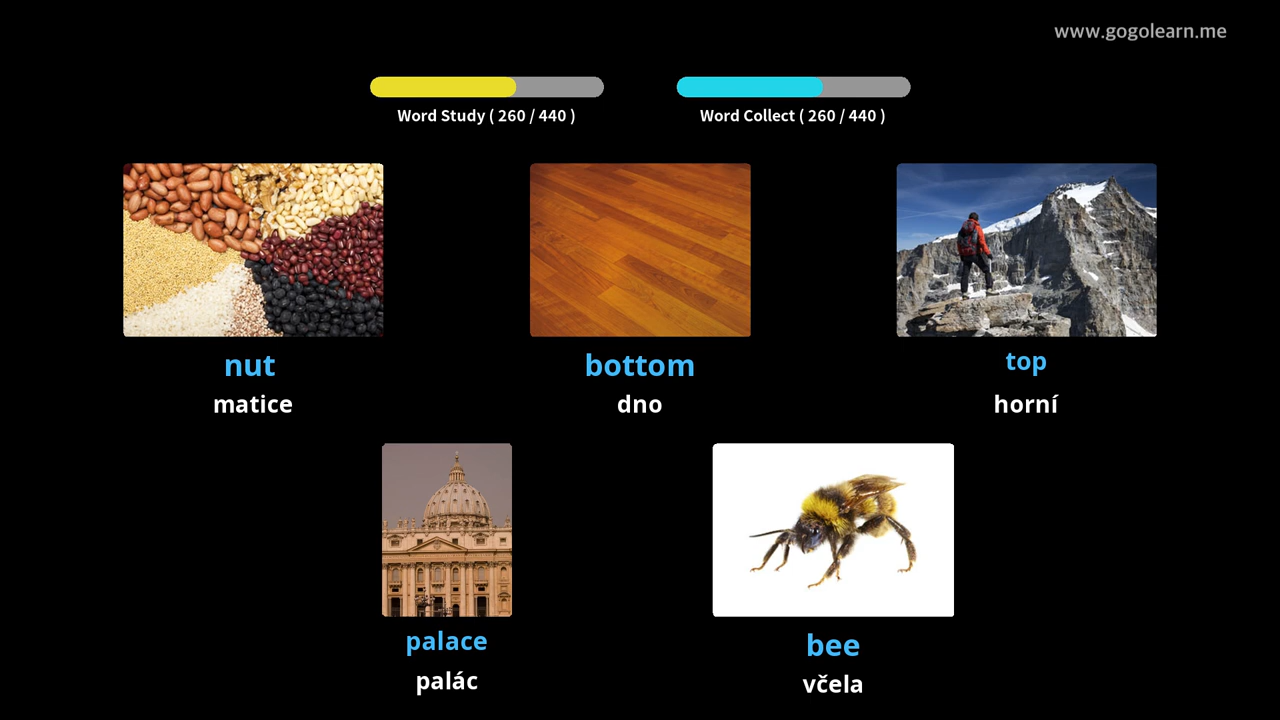 www.gogolearn.me
Word Study ( 260 / 440 )
Word Collect ( 260 / 440 )
nut
matice
bottom
dno
top
horní
palace
palác
bee
včela